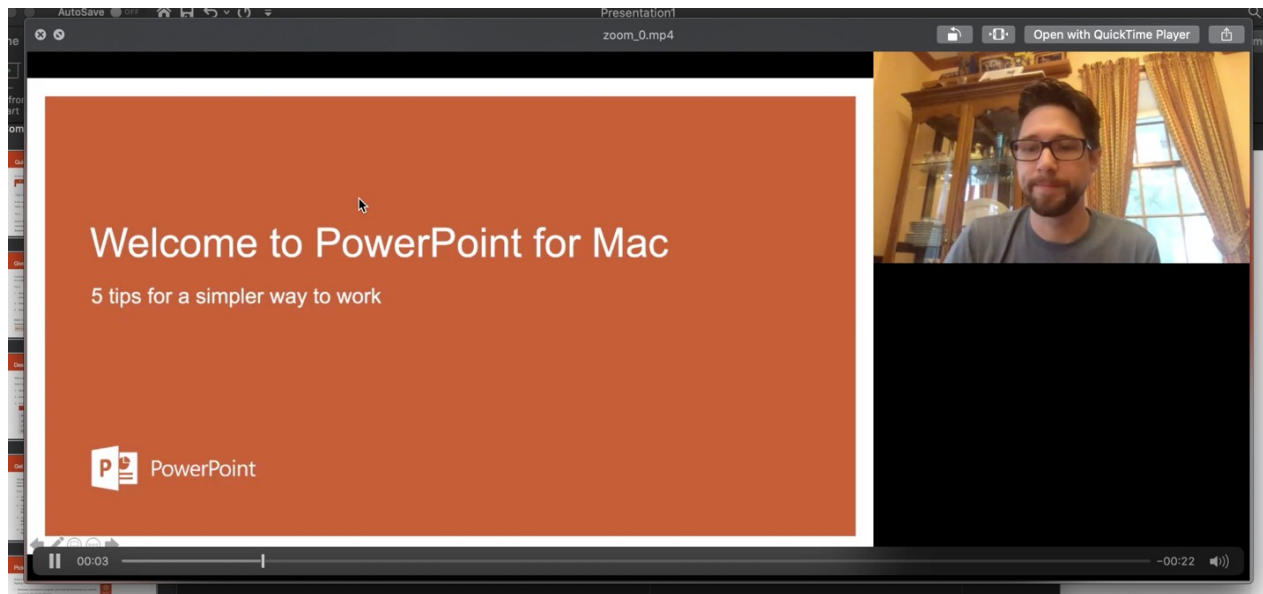 AutoSave OFF
Presentation1
zoom_0.mp4
Open with QuickTime Player
Welcome to PowerPoint for Mac
5 tips for a simpler way to work
P
PowerPoint
00:03
-00:22